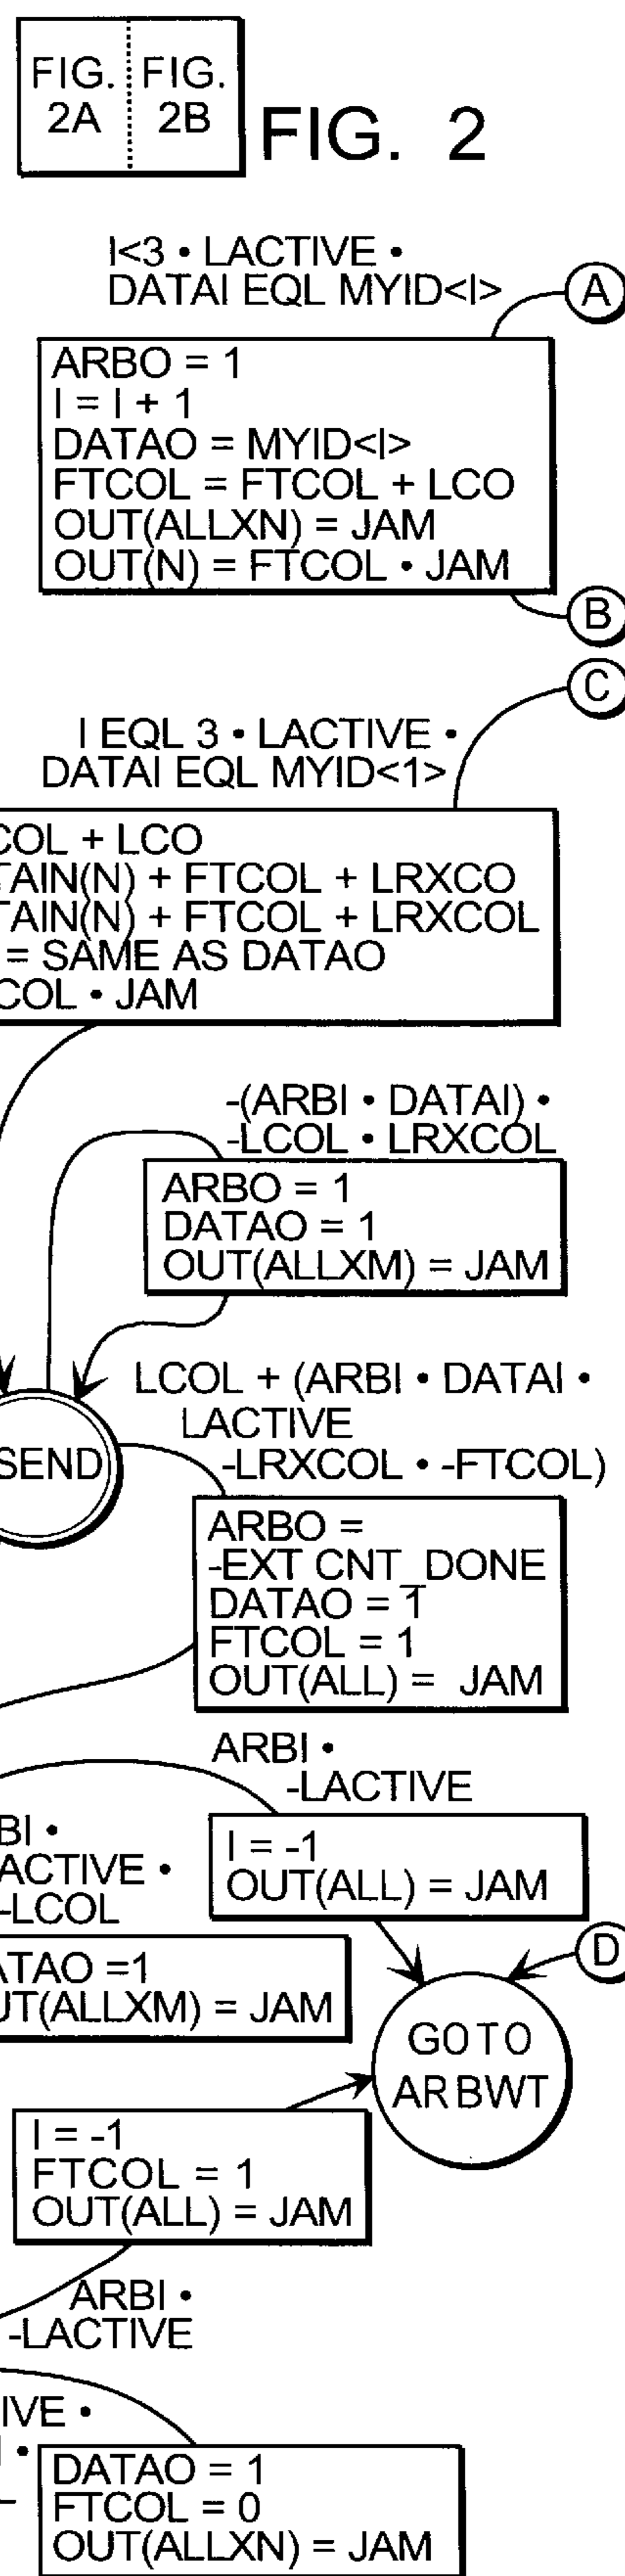 FIG. 2A
FIG. 2B
FIG. 2
I<3 • LACTIVE •
DATAI EQL MYID<I>
A
ARBO = 1
I = I + 1
DATAO = MYID<I>
FTCOL = FTCOL + LCO
OUT(ALLXN) = JAM
OUT(N) = FTCOL • JAM
B
C
I EQL 3 • LACTIVE •
DATAI EQL MYID<1>
COL + LCO
TAIN(N) + FTCOL + LRXCO
TAIN(N) + FTCOL + LRXCOL
= SAME AS DATAO
COL • JAM
-(ARBI • DATAI) •
-LCOL • LRXCOL
ARBO = 1
DATAO = 1
OUT(ALLXM) = JAM
SEND
LCOL + (ARBI • DATAI •
LACTIVE
-LRXCOL • -FTCOL)
ARBO =
-EXT CNT_DONE
DATAO = 1
FTCOL = 1
OUT(ALL) = JAM
ARBI •
-LACTIVE
BI •
ACTIVE •
-LCOL
I = -1
OUT(ALL) = JAM
D
ATAO =1
UT(ALLXM) = JAM
GOTO
ARBWT
I = -1
FTCOL = 1
OUT(ALL) = JAM
ARBI •
-LACTIVE
IVE •
I •
DATAO = 1
FTCOL = 0
OUT(ALLXN) = JAM